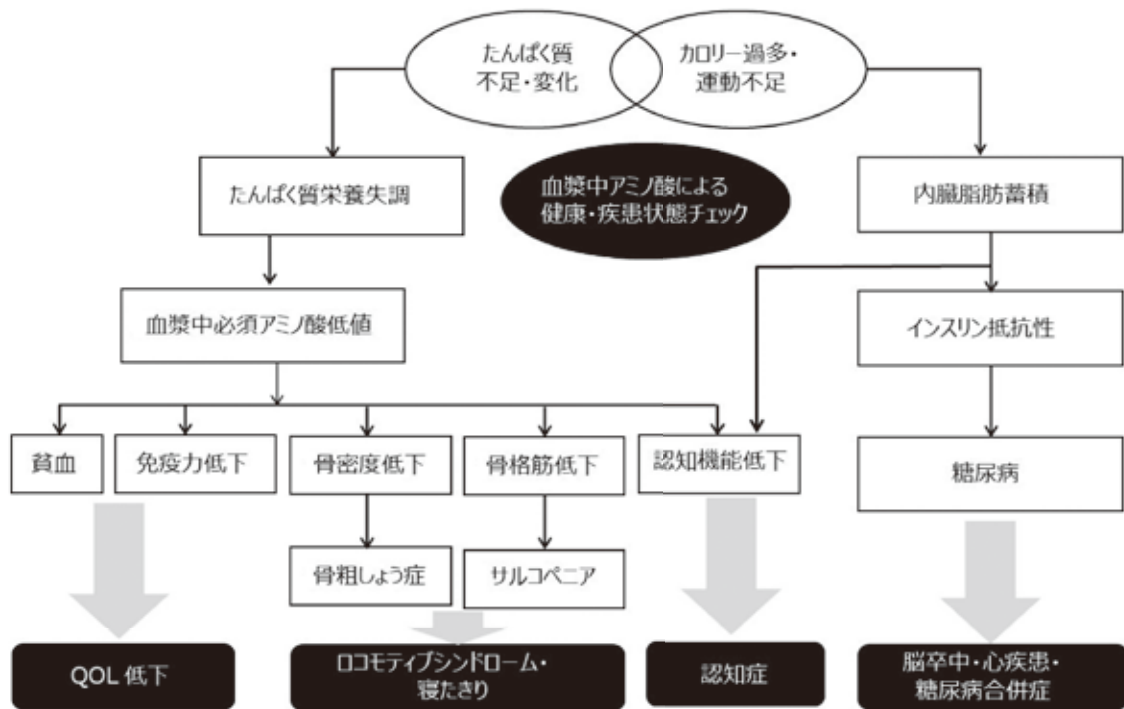 たんぱく質
不足・変化
カロリー過多・
運動不足
たんぱく質栄養失調
血漿中アミノ酸による
健康・疾患状態チェック
内臓脂肪蓄積
血漿中必須アミノ酸低値
インスリン抵抗性
貧血
免疫力低下
骨密度低下
骨格筋低下
認知機能低下
糖尿病
骨粗しょう症
サルコペニア
QOL 低下
ロコモティブシンドローム・
寝たきり
認知症
脳卒中・心疾患・
糖尿病合併症